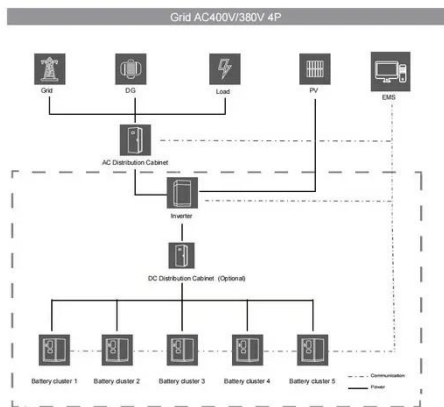 Grid AC400V/380V 4P
Grid
DG
Load
PV
EMS
AC Distribution Cabinet
Inverter
DC Distribution Cabinet (Optional)
Battery cluster 1
Battery cluster 2
Battery cluster 3
Battery cluster 4
Battery cluster 5
Communication
Power